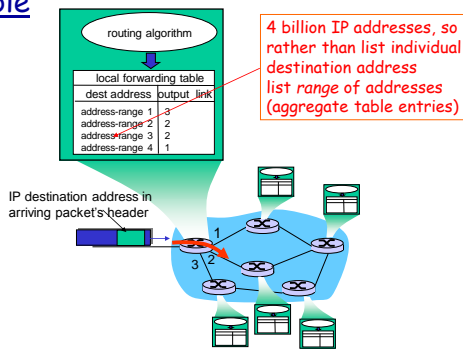 routing algorithm
local forwarding table
dest address output link
address-range 1 3
address-range 2 2
address-range 3 2
address-range 4 1
4 billion IP addresses, so
rather than list individual
destination address
list range of addresses
(aggregate table entries)
IP destination address in
arriving packet's header
1
3 2